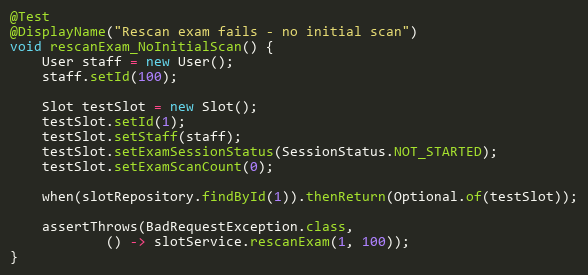 @Test
@DisplayName("Rescan exam fails - no initial scan")
void rescanExam_NoInitialScan() {
    User staff = new User();
    staff.setId(100);

    Slot testSlot = new Slot();
    testSlot.setId(1);
    testSlot.setStaff(staff);
    testSlot.setExamSessionStatus(SessionStatus.NOT_STARTED);
    testSlot.setExamScanCount(0);

    when(slotRepository.findById(1)).thenReturn(Optional.of(testSlot));

    assertThrows(BadRequestException.class,
            () -> slotService.rescanExam(1, 100));
}